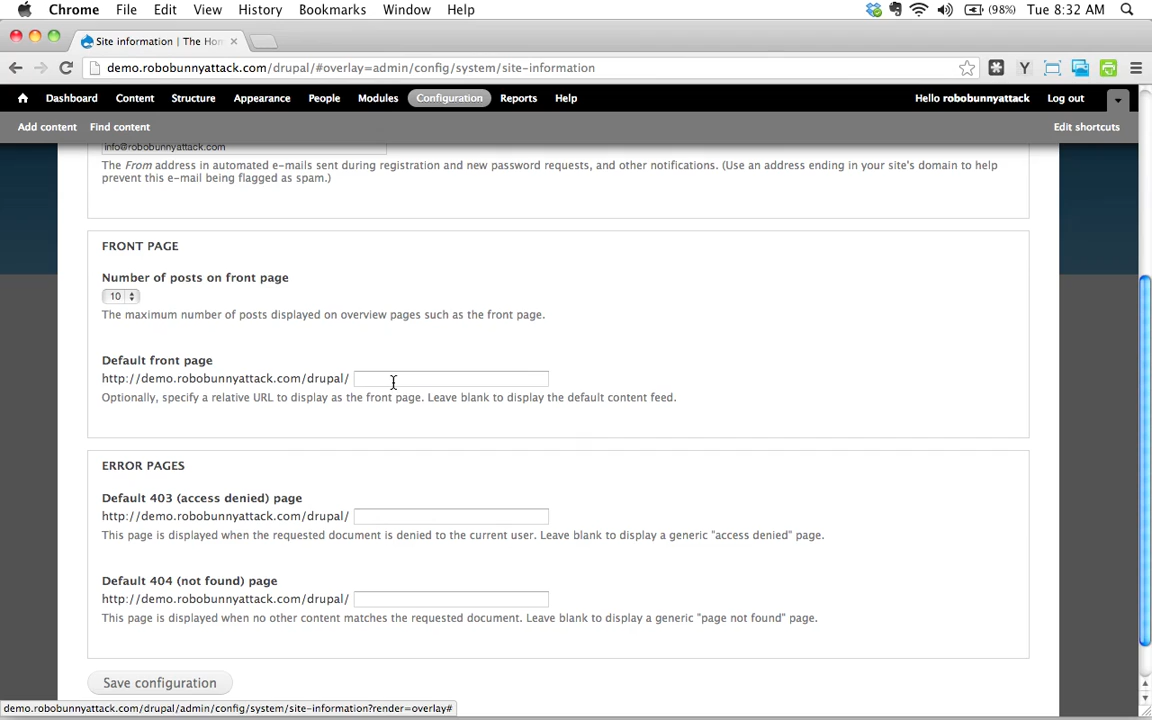 Chrome File Edit View History Bookmarks Window Help (98%) Tue 8:32 AM
Site information | The Hom
demo.robobunnyattack.com/drupal/#overlay=admin/config/system/site-information
Dashboard Content Structure Appearance People Modules Configuration Reports Help Hello robobunnyattack Log out
Add content Find content Edit shortcuts
info@robobunnyattack.com
The From address in automated e-mails sent during registration and new password requests, and other notifications. (Use an address ending in your site's domain to help
prevent this e-mail being flagged as spam.)
FRONT PAGE
Number of posts on front page
10
The maximum number of posts displayed on overview pages such as the front page.
Default front page
http://demo.robobunnyattack.com/drupal/
Optionally, specify a relative URL to display as the front page. Leave blank to display the default content feed.
ERROR PAGES
Default 403 (access denied) page
http://demo.robobunnyattack.com/drupal/
This page is displayed when the requested document is denied to the current user. Leave blank to display a generic "access denied" page.
Default 404 (not found) page
http://demo.robobunnyattack.com/drupal/
This page is displayed when no other content matches the requested document. Leave blank to display a generic "page not found" page.
Save configuration
demo.robobunnyattack.com/drupal/admin/config/system/site-information?render=overlay#